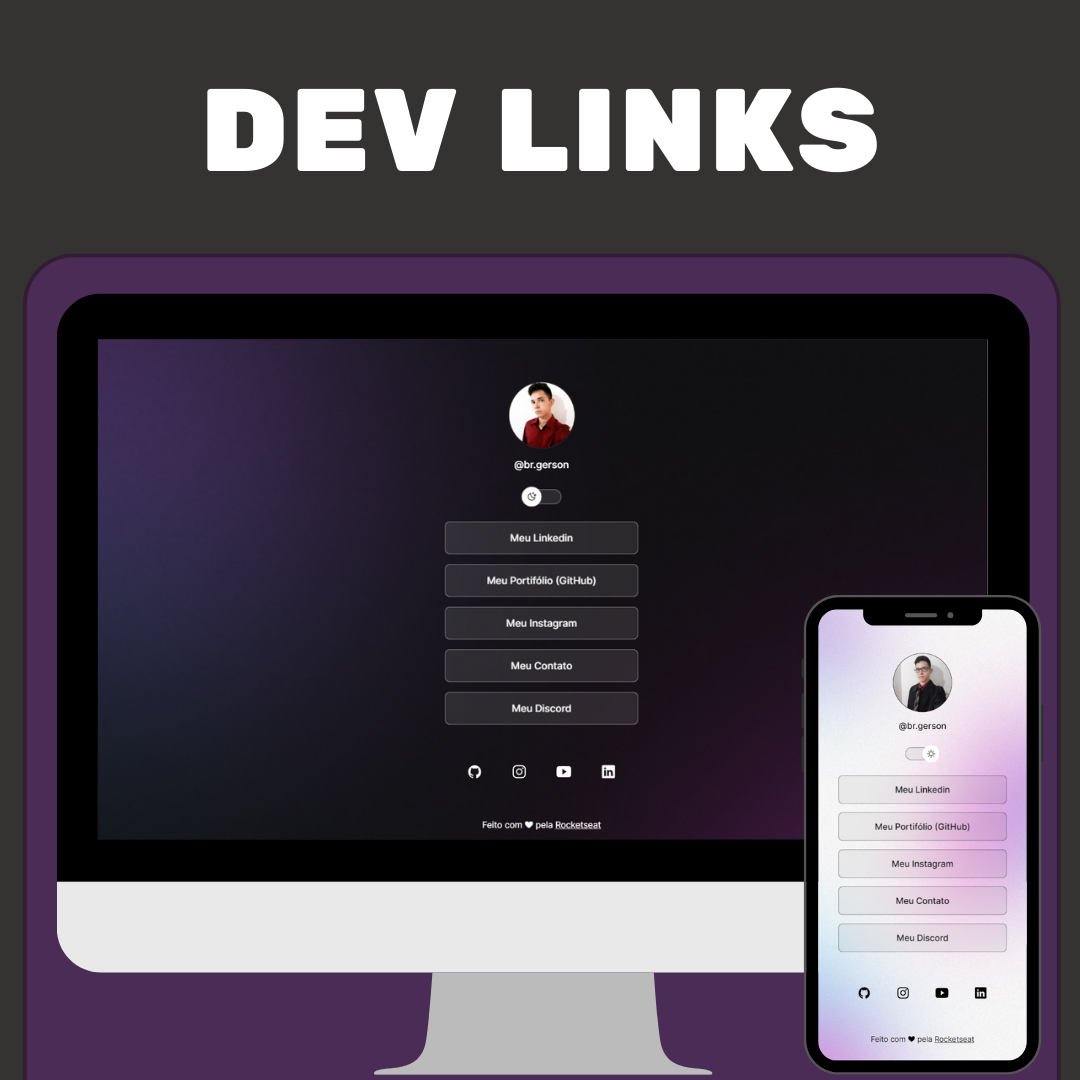 DEV LINKS
@br.gerson
Meu Linkedin
Meu Portifólio (GitHub)
Meu Instagram
Meu Contato
Meu Discord
Feito com ♥ pela Rocketseat
@br.gerson
Meu Linkedin
Meu Portifólio (GitHub)
Meu Instagram
Meu Contato
Meu Discord
Feito com ♥ pela Rocketseat